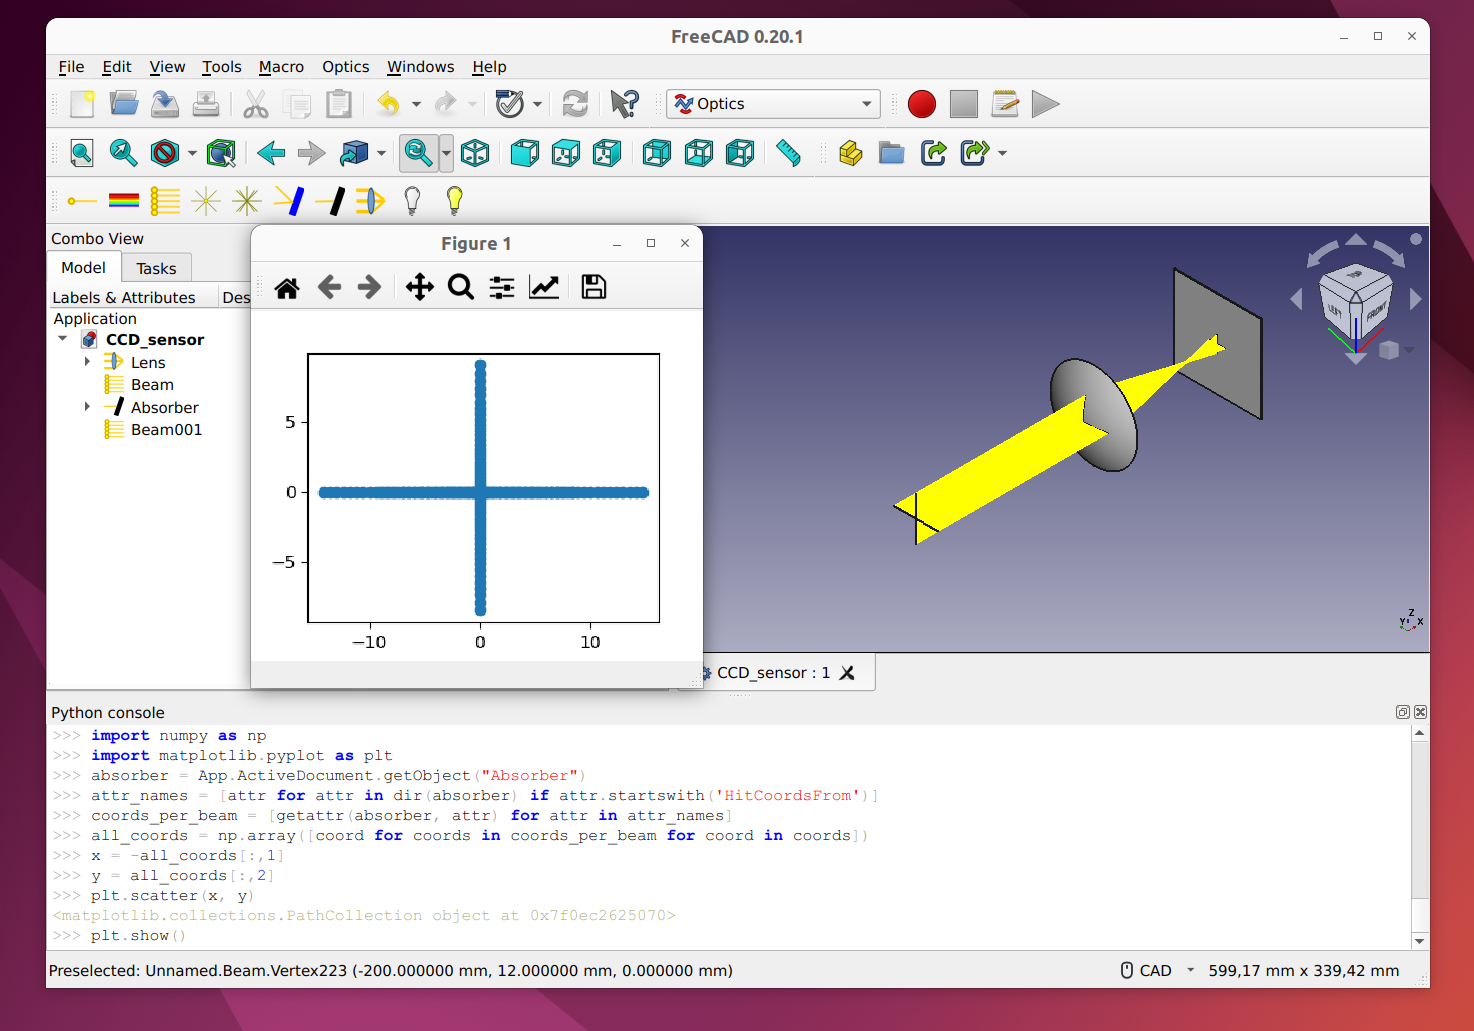 FreeCAD 0.20.1
File Edit View Tools Macro Optics Windows Help
Optics
Combo View
Model Tasks
Labels & Attributes Des
Application
CCD_sensor
Lens
Beam
Absorber
Beam001
Figure 1
5
0
−5
−10 0 10
LEFT FRONT
Z
Y X
CCD_sensor : 1
Python console
>>> import numpy as np
>>> import matplotlib.pyplot as plt
>>> absorber = App.ActiveDocument.getObject("Absorber")
>>> attr_names = [attr for attr in dir(absorber) if attr.startswith('HitCoordsFrom')]
>>> coords_per_beam = [getattr(absorber, attr) for attr in attr_names]
>>> all_coords = np.array([coord for coords in coords_per_beam for coord in coords])
>>> x = -all_coords[:,1]
>>> y = all_coords[:,2]
>>> plt.scatter(x, y)
<matplotlib.collections.PathCollection object at 0x7f0ec2625070>
>>> plt.show()
Preselected: Unnamed.Beam.Vertex223 (-200.000000 mm, 12.000000 mm, 0.000000 mm)
CAD 599,17 mm x 339,42 mm